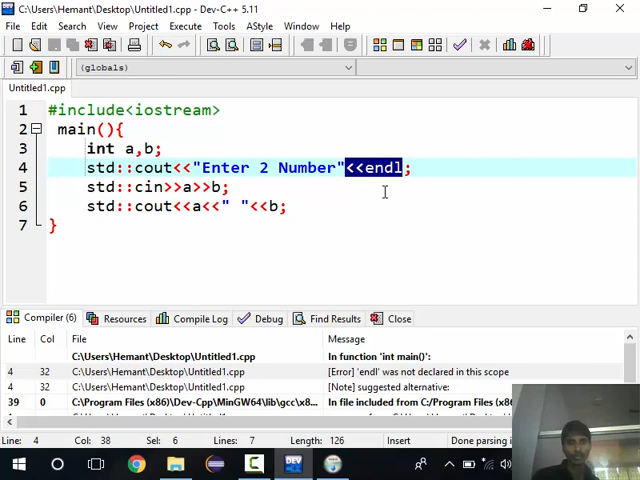 C:\Users\Hemant\Desktop\Untitled1.cpp - Dev-C++ 5.11
File Edit Search View Project Execute Tools AStyle Window Help
(globals)
Untitled1.cpp
1 #include<iostream>
2 main(){
3 int a,b;
4 std::cout<<"Enter 2 Number"<<endl;
5 std::cin>>a>>b;
6 std::cout<<a<<" "<<b;
7 }
Compiler (6) Resources Compile Log Debug Find Results Close
Line Col File Message
C:\Users\Hemant\Desktop\Untitled1.cpp In function 'int main()':
4 32 C:\Users\Hemant\Desktop\Untitled1.cpp [Error] 'endl' was not declared in this scope
4 32 C:\Users\Hemant\Desktop\Untitled1.cpp [Note] suggested alternative:
39 0 C:\Program Files (x86)\Dev-Cpp\MinGW64\lib\gcc\x8... In file included from C:/Program Files (x86)/Dev-Cpp
Line: 4 Col: 38 Sel: 6 Lines: 7 Length: 126 Insert Done parsing i
DEV